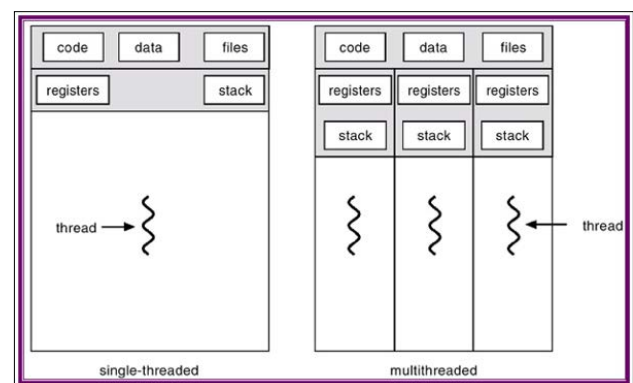 code data files
registers stack
thread
single-threaded
code data files
registers registers registers
stack stack stack
thread
multithreaded